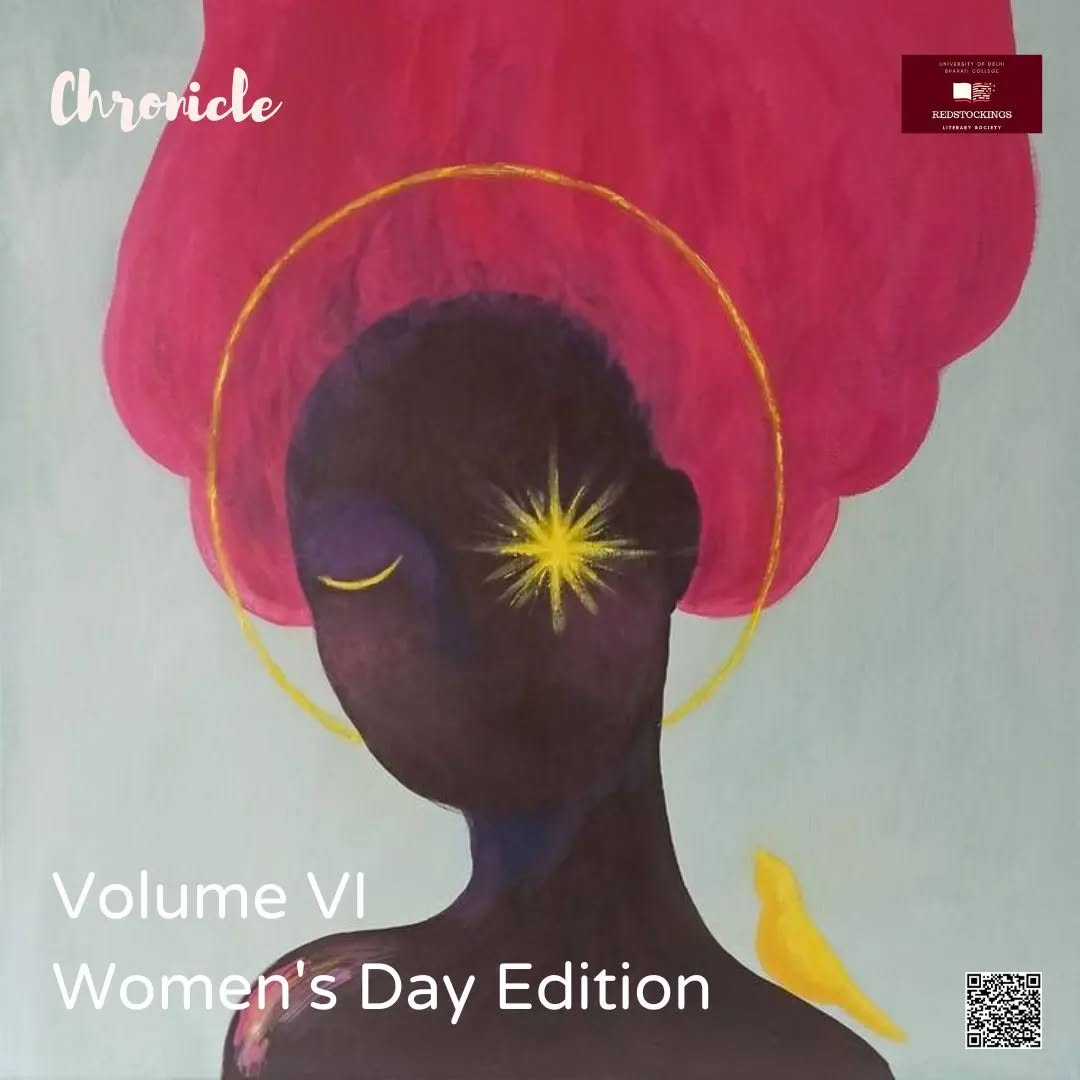 Chronicle
UNIVERSITY OF DELHI
BHARATI COLLEGE
REDSTOCKINGS
LITERARY SOCIETY
Volume VI
Women's Day Edition